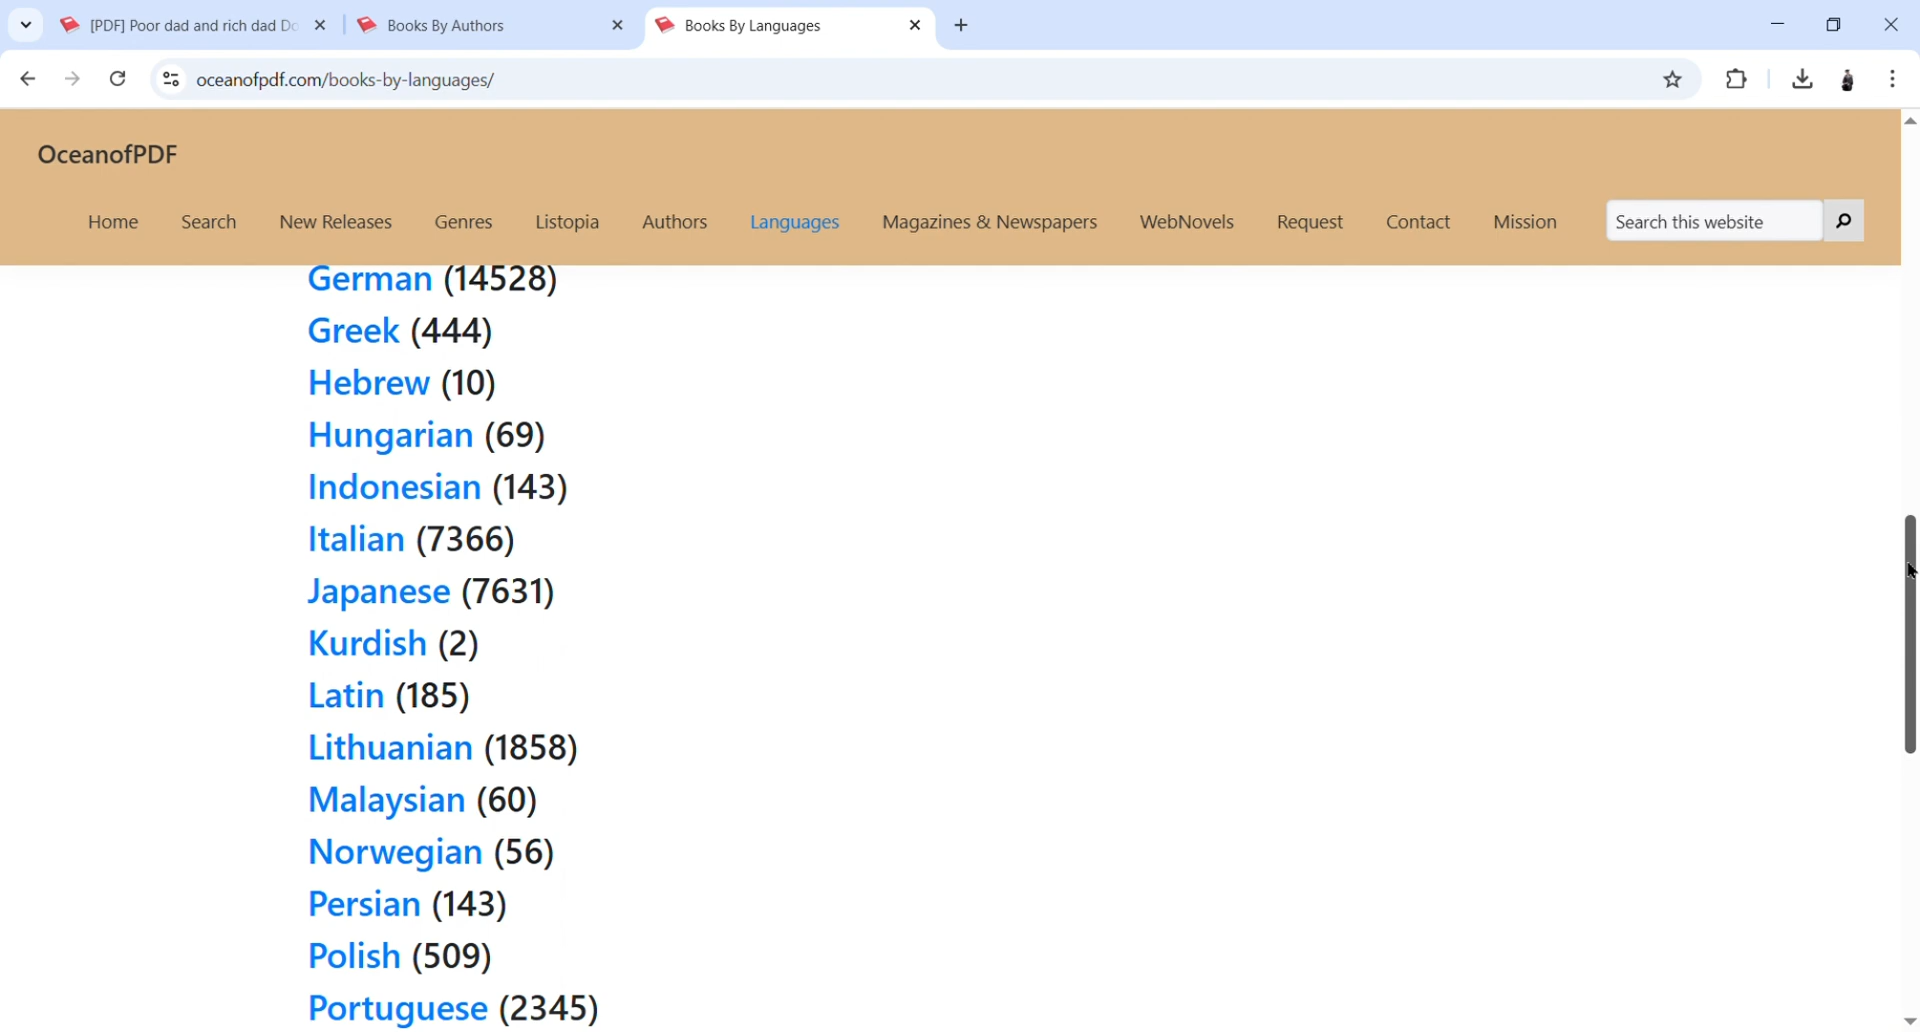 [PDF] Poor dad and rich dad Do
Books By Authors
Books By Languages
oceanofpdf.com/books-by-languages/
OceanofPDF
Home Search New Releases Genres Listopia Authors Languages Magazines & Newspapers WebNovels Request Contact Mission Search this website
German (14528)
Greek (444)
Hebrew (10)
Hungarian (69)
Indonesian (143)
Italian (7366)
Japanese (7631)
Kurdish (2)
Latin (185)
Lithuanian (1858)
Malaysian (60)
Norwegian (56)
Persian (143)
Polish (509)
Portuguese (2345)